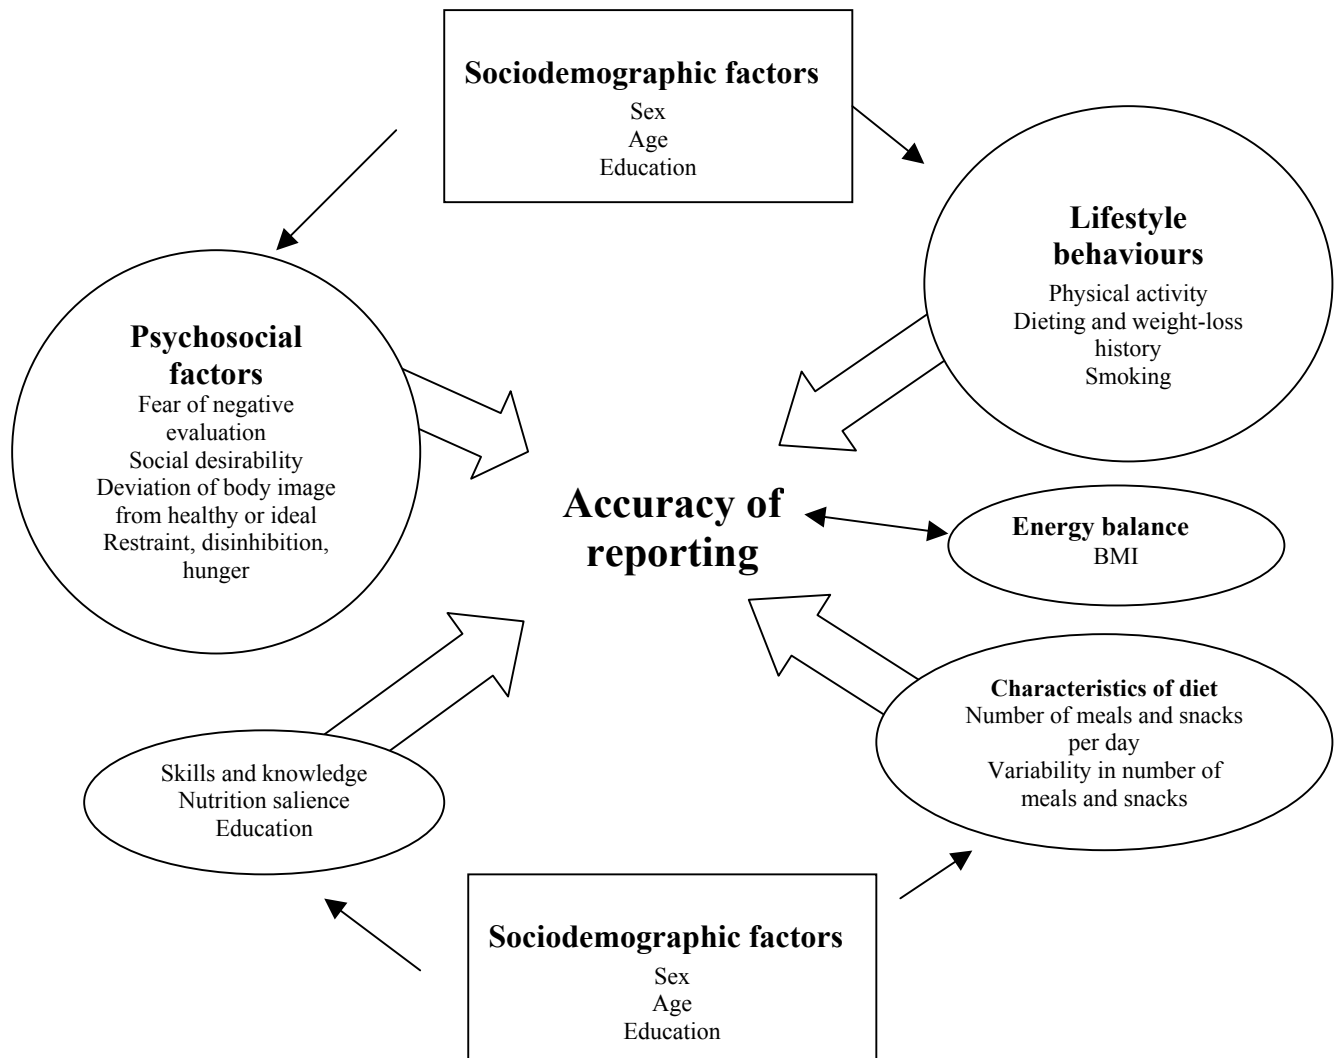 Sociodemographic factors
Sex
Age
Education
Lifestyle
behaviours
Physical activity
Dieting and weight-loss
history
Smoking
Psychosocial
factors
Fear of negative
evaluation
Social desirability
Deviation of body image
from healthy or ideal
Restraint, disinhibition,
hunger
Accuracy of
reporting
Energy balance
BMI
Characteristics of diet
Number of meals and snacks
per day
Variability in number of
meals and snacks
Skills and knowledge
Nutrition salience
Education
Sociodemographic factors
Sex
Age
Education